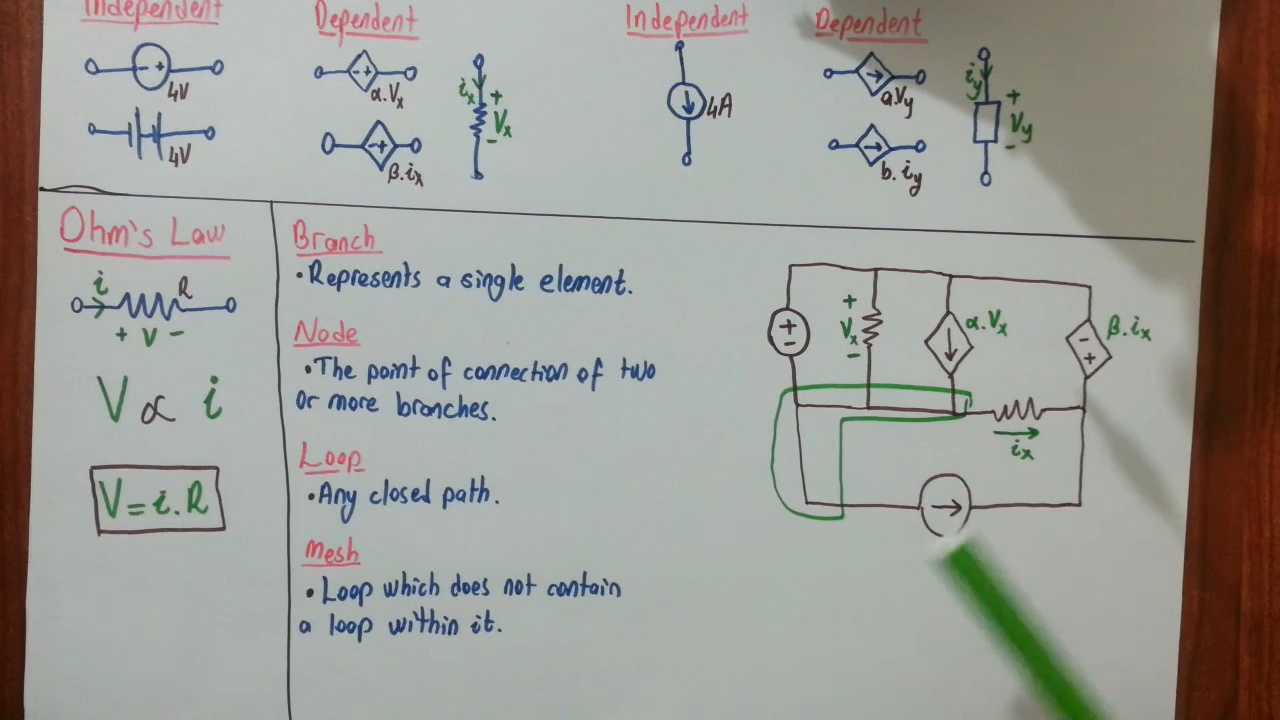 Independent
Dependent
Independent
Dependent
- +
4V
- +
α.Vx
ix
+
Vx
-
4A
a.Vy
iy
+
Vy
-
4V
- +
β.ix
b.iy
Ohm's Law
i
R
+ V -
V ∝ i
V = i.R
Branch
• Represents a single element.
Node
• The point of connection of two
or more branches.
Loop
• Any closed path.
Mesh
• Loop which does not contain
a loop within it.
+
-
+
Vx
-
α.Vx
-
+
β.ix
ix